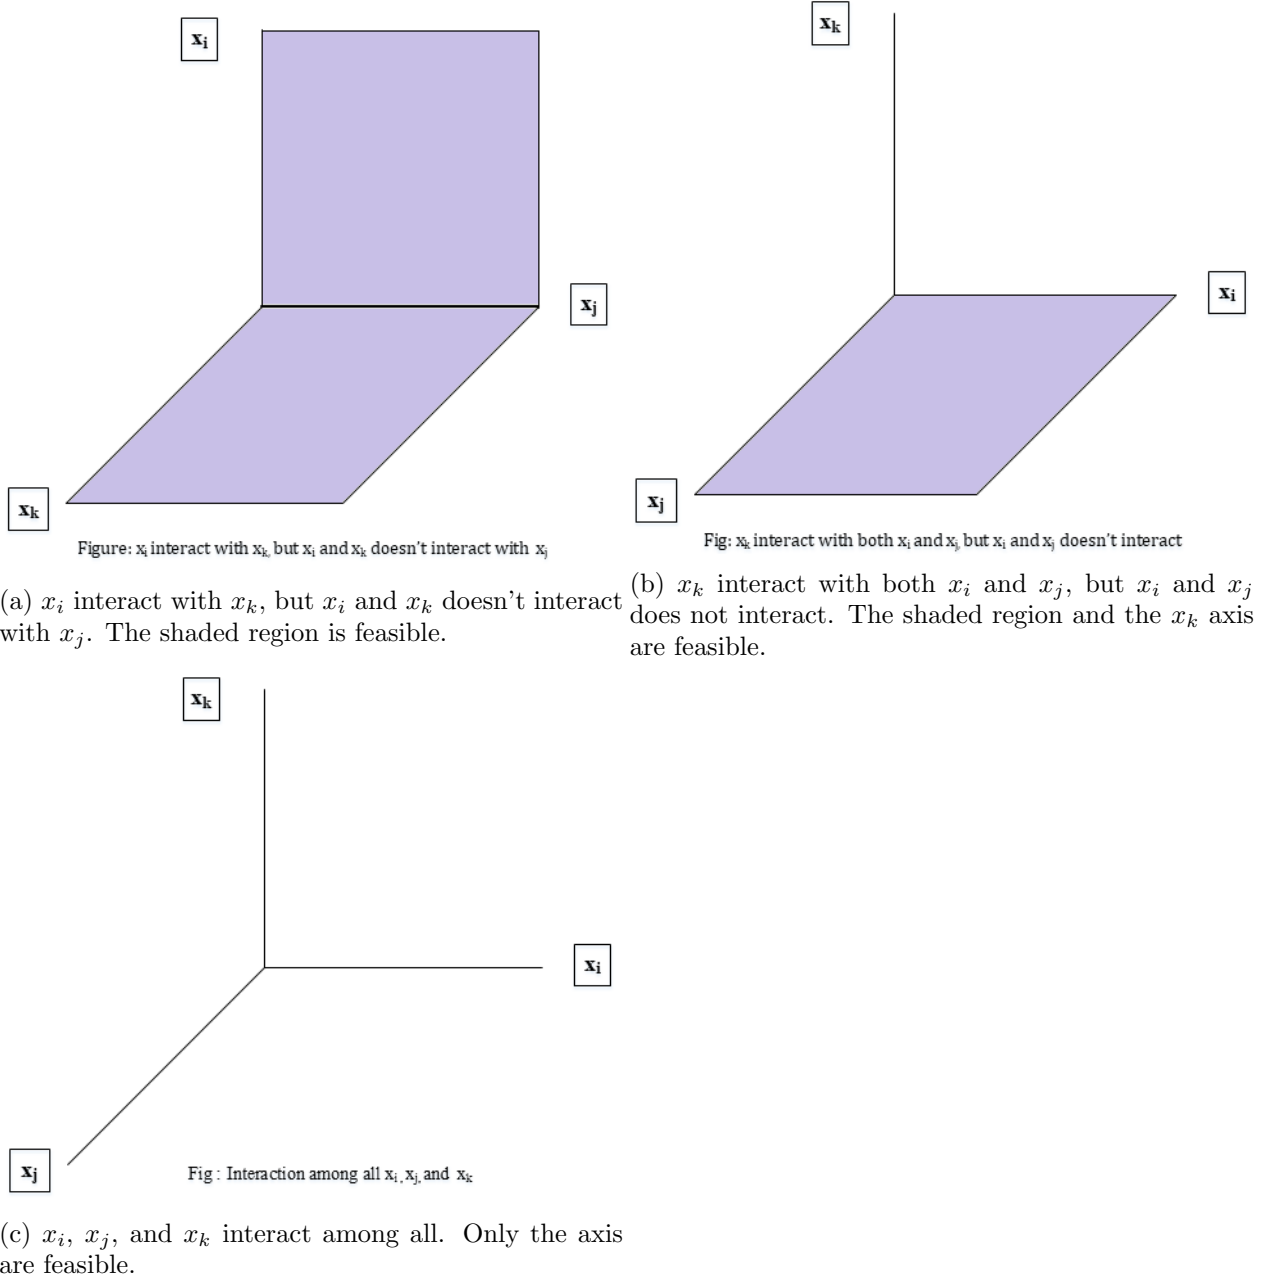 xi
xj
xk
Figure: xi interact with xk, but xi and xk doesn't interact with xj
(a) xi interact with xk, but xi and xk doesn't interact
with xj. The shaded region is feasible.
xk
xi
xj
Fig: xk interact with both xi and xj, but xi and xj doesn't interact
(b) xk interact with both xi and xj, but xi and xj
does not interact. The shaded region and the xk axis
are feasible.
xk
xi
xj
Fig : Interaction among all xi, xj, and xk
(c) xi, xj, and xk interact among all. Only the axis
are feasible.